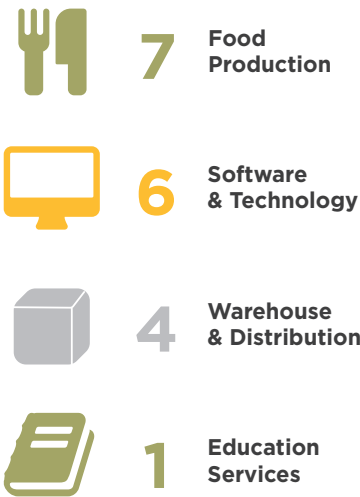 7
Food
Production
6
Software
& Technology
4
Warehouse
& Distribution
1
Education
Services